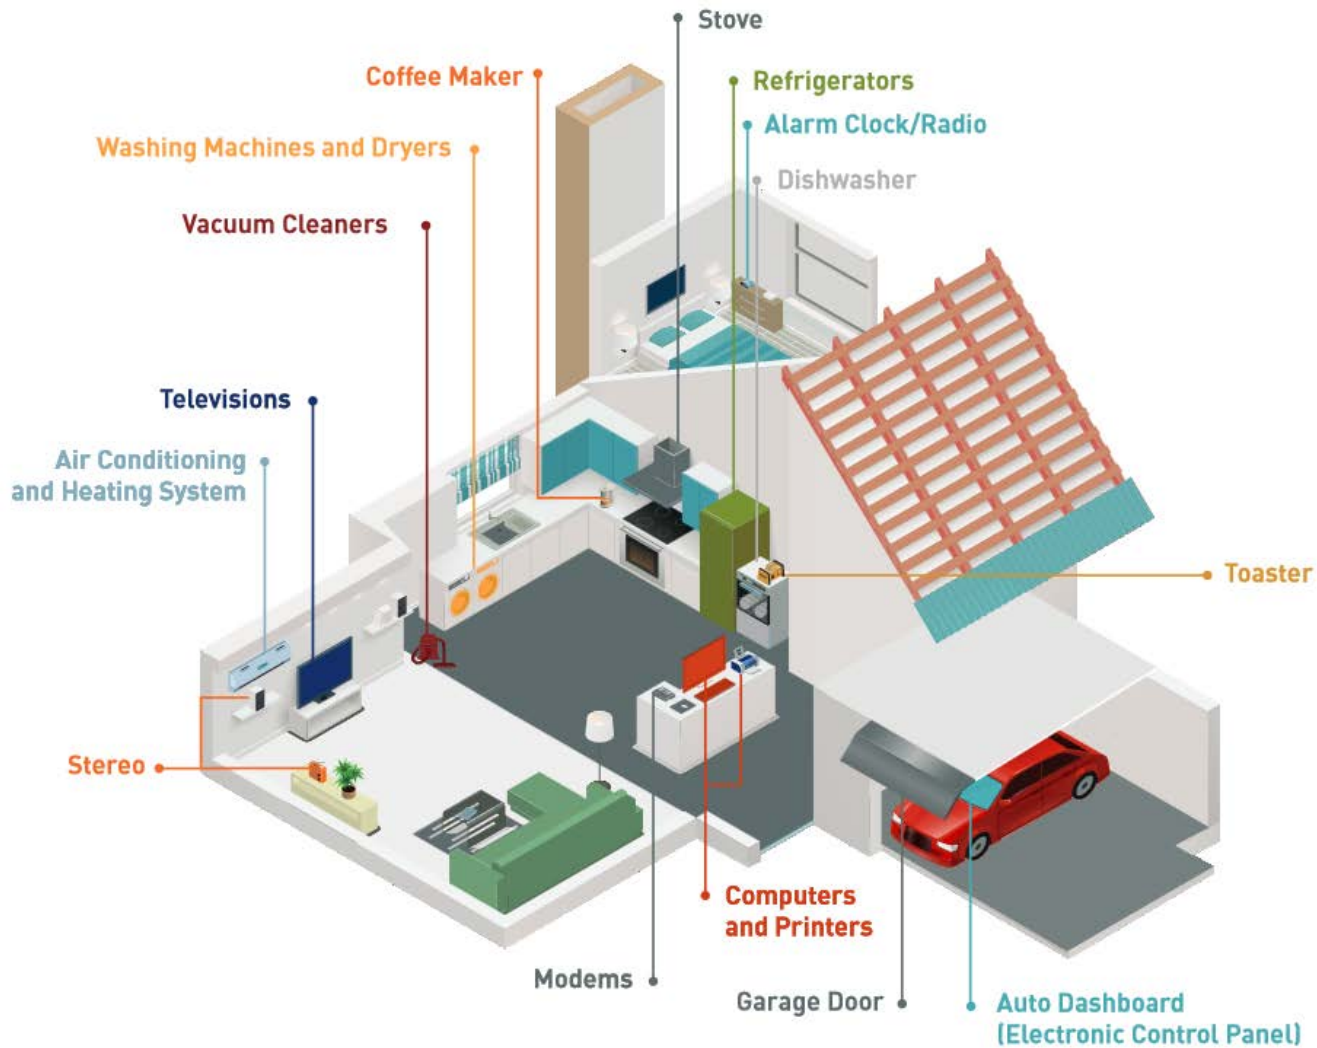 Stove
Coffee Maker
Refrigerators
Alarm Clock/Radio
Washing Machines and Dryers
Dishwasher
Vacuum Cleaners
Televisions
Air Conditioning
and Heating System
Toaster
Stereo
Computers
and Printers
Modems
Garage Door
Auto Dashboard
(Electronic Control Panel)